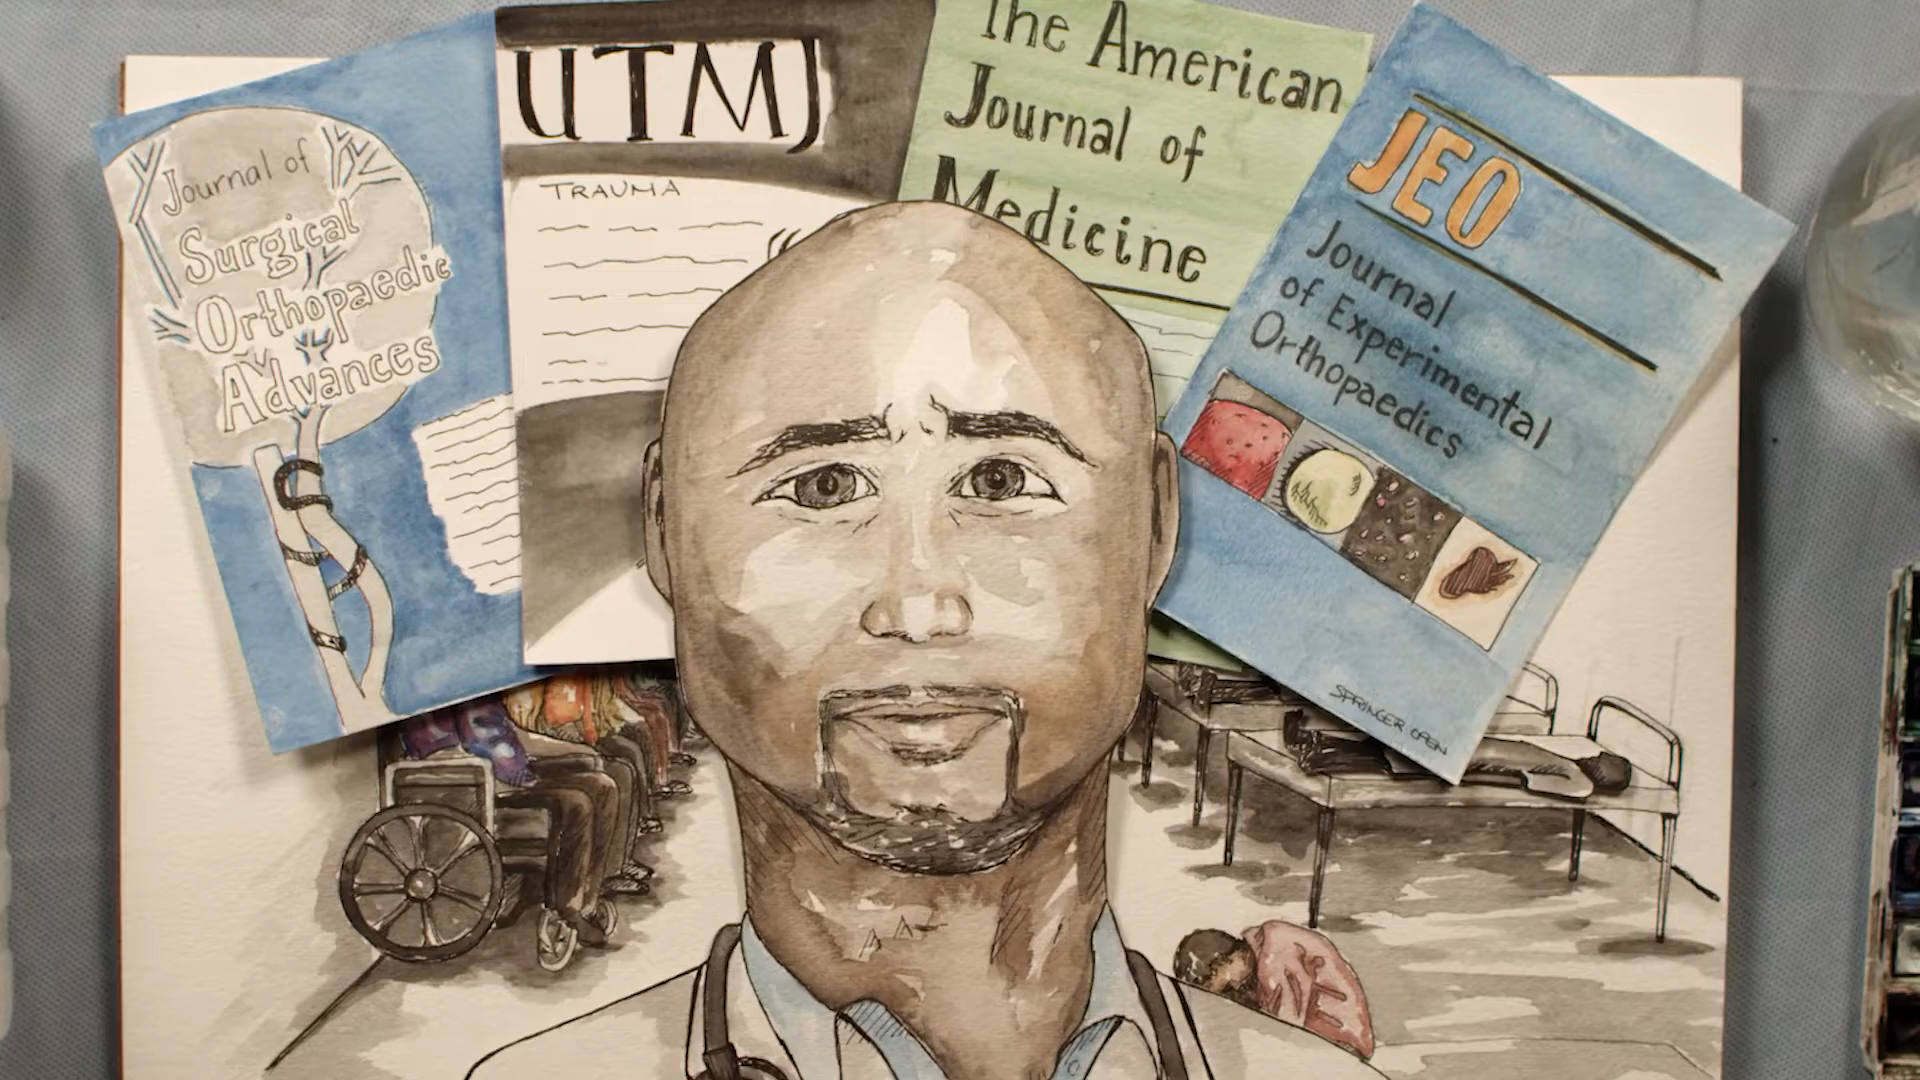 Journal of
Surgical
Orthopaedic
Advances
UTMJ
TRAUMA
The American
Journal of
Medicine
JEO
Journal
of Experimental
Orthopaedics
SPRINGER OPEN